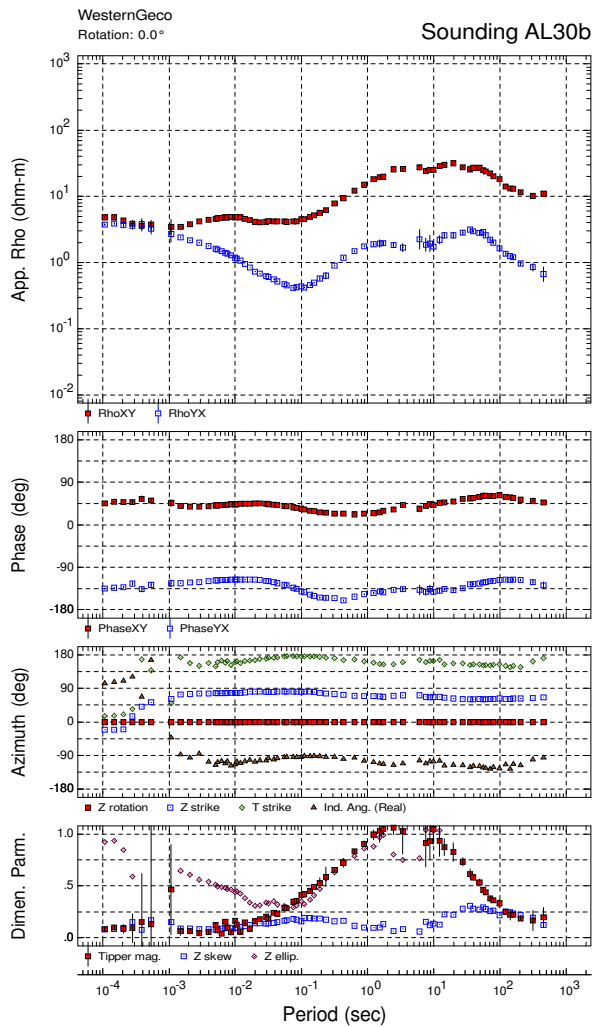 WesternGeco
Rotation: 0.0°
Sounding AL30b
App. Rho (ohm-m)
10³
10²
10¹
10⁰
10⁻¹
10⁻²
RhoXY RhoYX
Phase (deg)
180
90
0
-90
-180
PhaseXY PhaseYX
Azimuth (deg)
180
90
0
-90
-180
Z rotation Z strike T strike Ind. Ang. (Real)
Dimen. Parm.
1.0
.5
.0
Tipper mag. Z skew Z ellip.
10⁻⁴ 10⁻³ 10⁻² 10⁻¹ 10⁰ 10¹ 10² 10³
Period (sec)